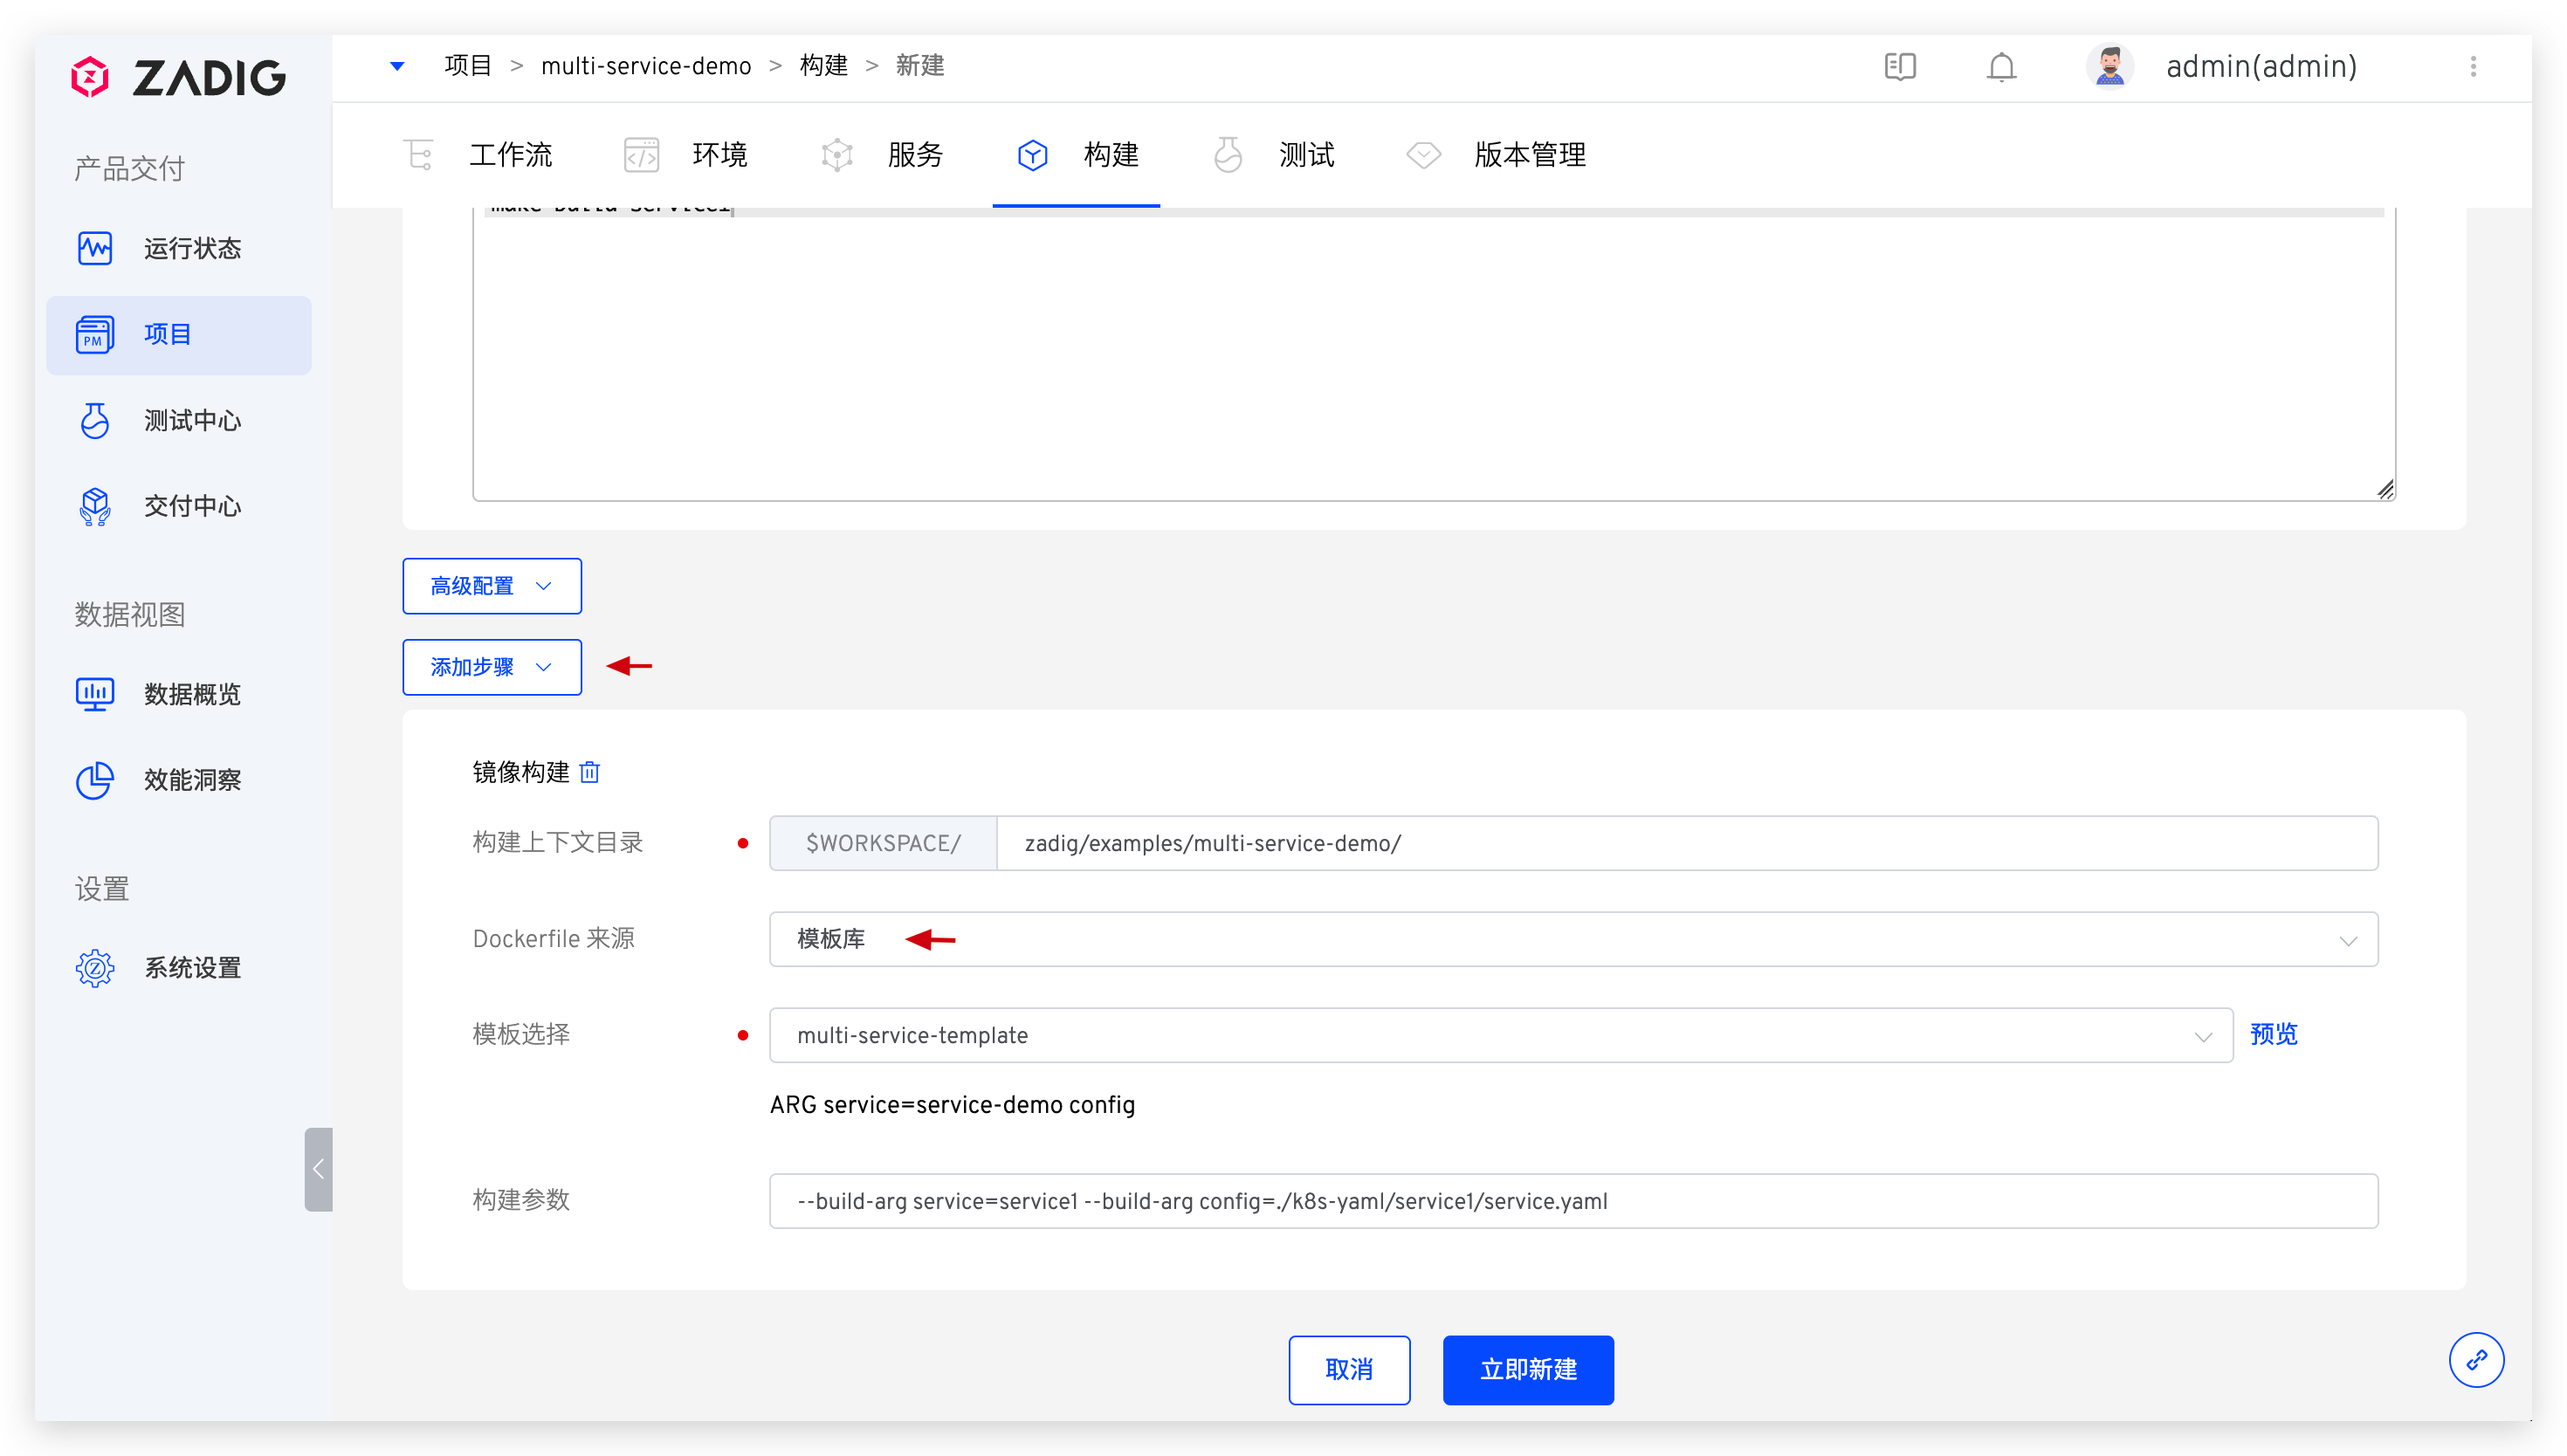 ZADIG
项目 > multi-service-demo > 构建 > 新建
admin(admin)
产品交付
运行状态
PM
项目
测试中心
交付中心
数据视图
数据概览
效能洞察
设置
Z
系统设置
工作流
环境
服务
构建
测试
版本管理
make build service1
高级配置
添加步骤
镜像构建
构建上下文目录
$WORKSPACE/
zadig/examples/multi-service-demo/
Dockerfile 来源
模板库
模板选择
multi-service-template
预览
ARG service=service-demo config
构建参数
--build-arg service=service1 --build-arg config=./k8s-yaml/service1/service.yaml
取消
立即新建